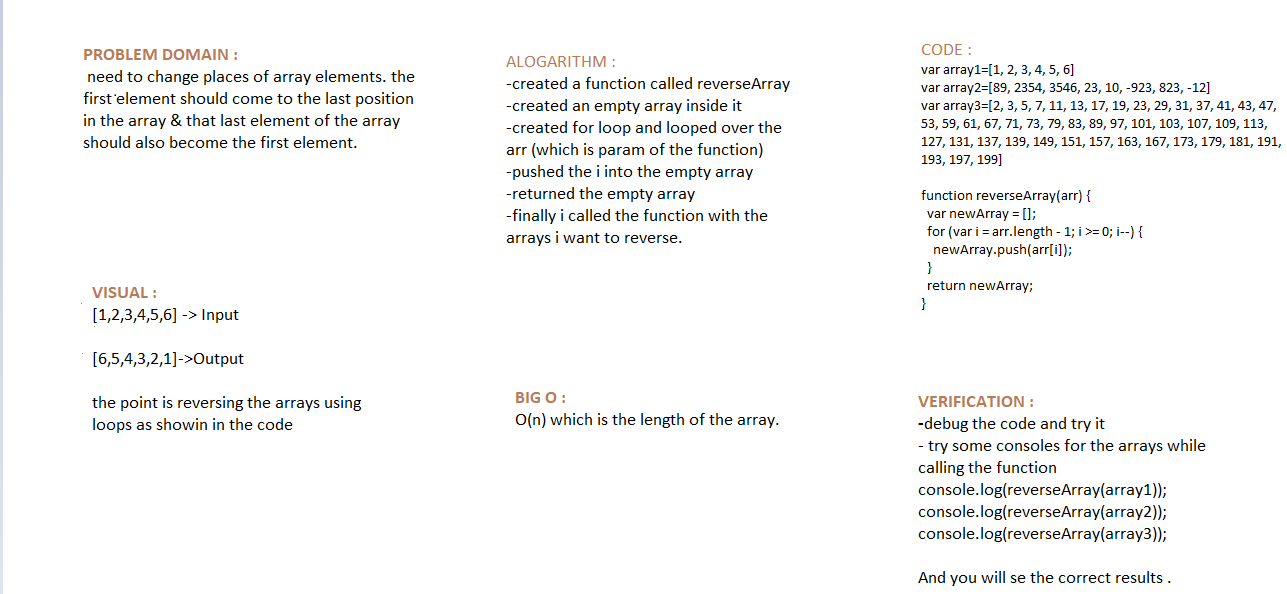 PROBLEM DOMAIN :
need to change places of array elements. the
first element should come to the last position
in the array & that last element of the array
should also become the first element.
VISUAL :
[1,2,3,4,5,6] -> Input
[6,5,4,3,2,1]->Output
the point is reversing the arrays using
loops as showin in the code
ALOGARITHM :
-created a function called reverseArray
-created an empty array inside it
-created for loop and looped over the
arr (which is param of the function)
-pushed the i into the empty array
-returned the empty array
-finally i called the function with the
arrays i want to reverse.
BIG O :
O(n) which is the length of the array.
CODE :
var array1=[1, 2, 3, 4, 5, 6]
var array2=[89, 2354, 3546, 23, 10, -923, 823, -12]
var array3=[2, 3, 5, 7, 11, 13, 17, 19, 23, 29, 31, 37, 41, 43, 47,
53, 59, 61, 67, 71, 73, 79, 83, 89, 97, 101, 103, 107, 109, 113,
127, 131, 137, 139, 149, 151, 157, 163, 167, 173, 179, 181, 191,
193, 197, 199]
function reverseArray(arr) {
var newArray = [];
for (var i = arr.length - 1; i >= 0; i--) {
newArray.push(arr[i]);
}
return newArray;
}
VERIFICATION :
-debug the code and try it
- try some consoles for the arrays while
calling the function
console.log(reverseArray(array1));
console.log(reverseArray(array2));
console.log(reverseArray(array3));
And you will se the correct results .